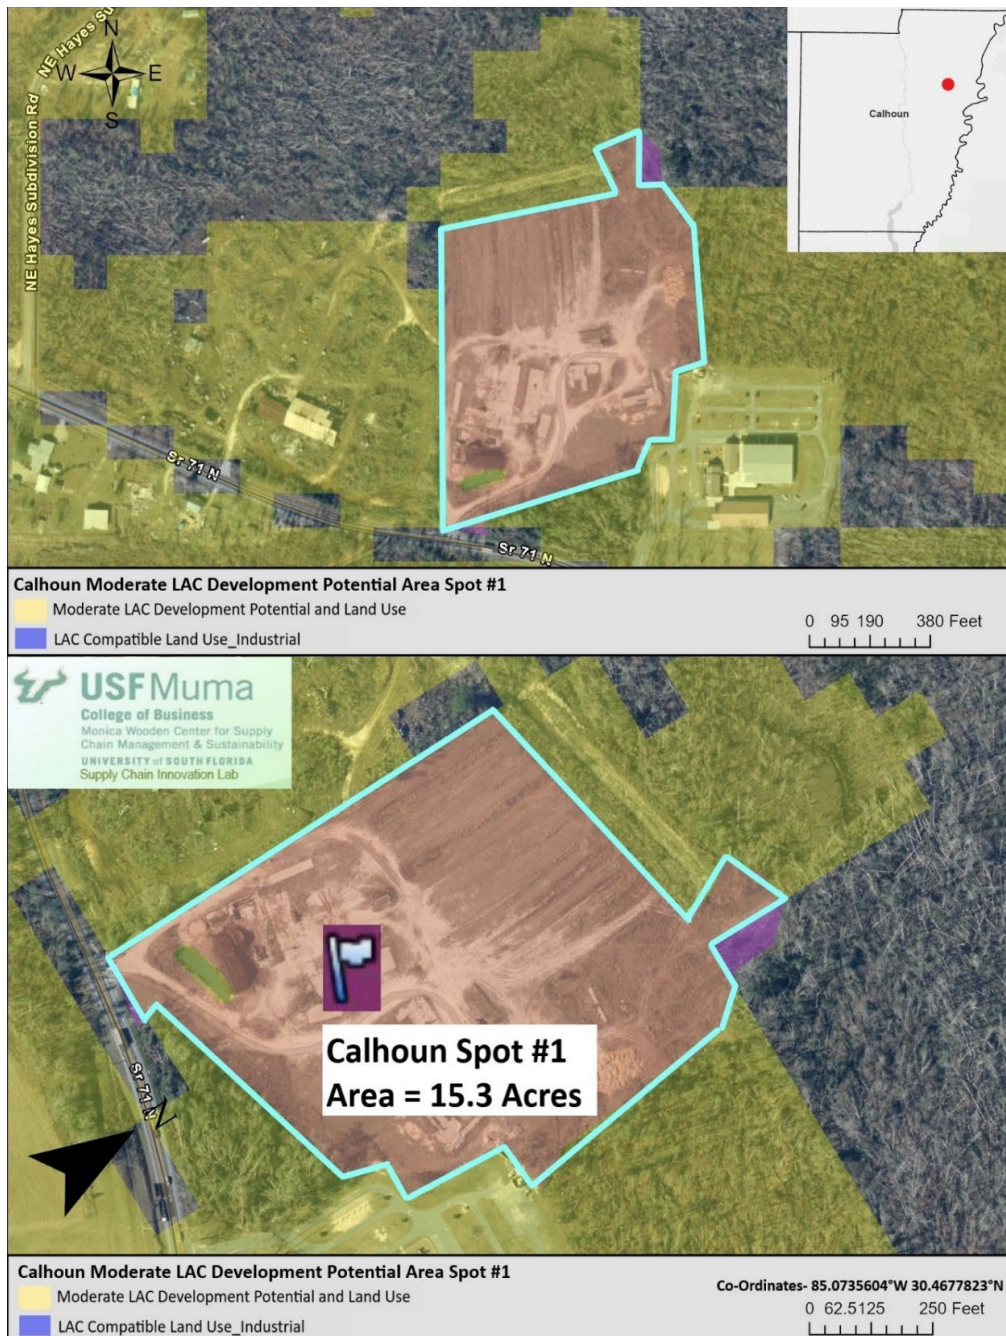 NE Hayes Subdivision Rd
NE Hayes Sub
N
W E
S
Calhoun
Sr 71 N
Sr 71 N
Calhoun Moderate LAC Development Potential Area Spot #1
Moderate LAC Development Potential and Land Use
LAC Compatible Land Use_Industrial
0 95 190 380 Feet
USF Muma
College of Business
Monica Wooden Center for Supply
Chain Management & Sustainability
UNIVERSITY of SOUTH FLORIDA
Supply Chain Innovation Lab
Calhoun Spot #1
Area = 15.3 Acres
Sr 71 N
N
Calhoun Moderate LAC Development Potential Area Spot #1
Moderate LAC Development Potential and Land Use
LAC Compatible Land Use_Industrial
Co-Ordinates- 85.0735604°W 30.4677823°N
0 62.5125 250 Feet